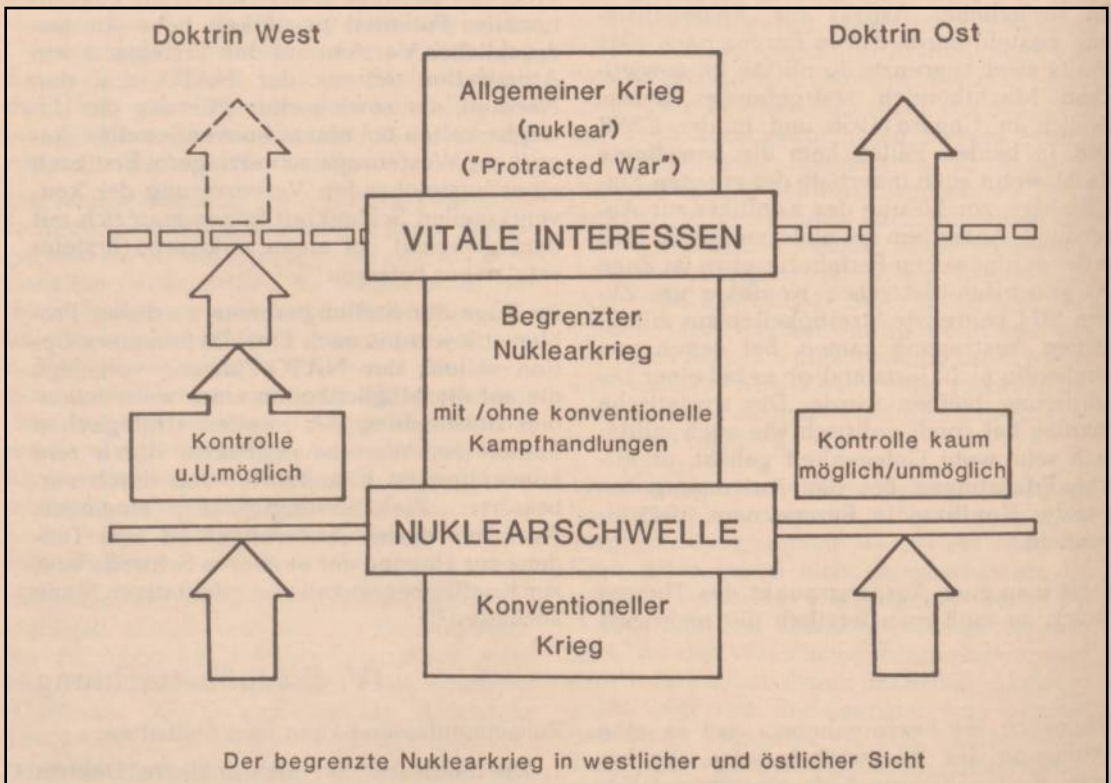 Doktrin West
Doktrin Ost
Allgemeiner Krieg
(nuklear)
("Protracted War")
VITALE INTERESSEN
Begrenzter
Nuklearkrieg
mit /ohne konventionelle
Kampfhandlungen
Kontrolle
u.U.möglich
Kontrolle kaum
möglich/unmöglich
NUKLEARSCHWELLE
Konventioneller
Krieg
Der begrenzte Nuklearkrieg in westlicher und östlicher Sicht